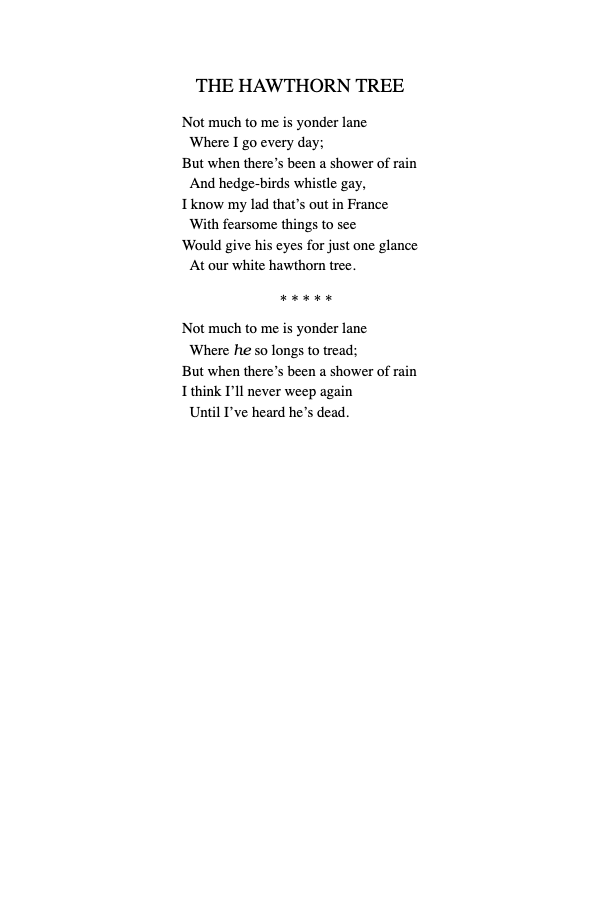 THE HAWTHORN TREE
Not much to me is yonder lane
Where I go every day;
But when there’s been a shower of rain
And hedge-birds whistle gay,
I know my lad that’s out in France
With fearsome things to see
Would give his eyes for just one glance
At our white hawthorn tree.
* * * * *
Not much to me is yonder lane
Where he so longs to tread;
But when there’s been a shower of rain
I think I’ll never weep again
Until I’ve heard he’s dead.